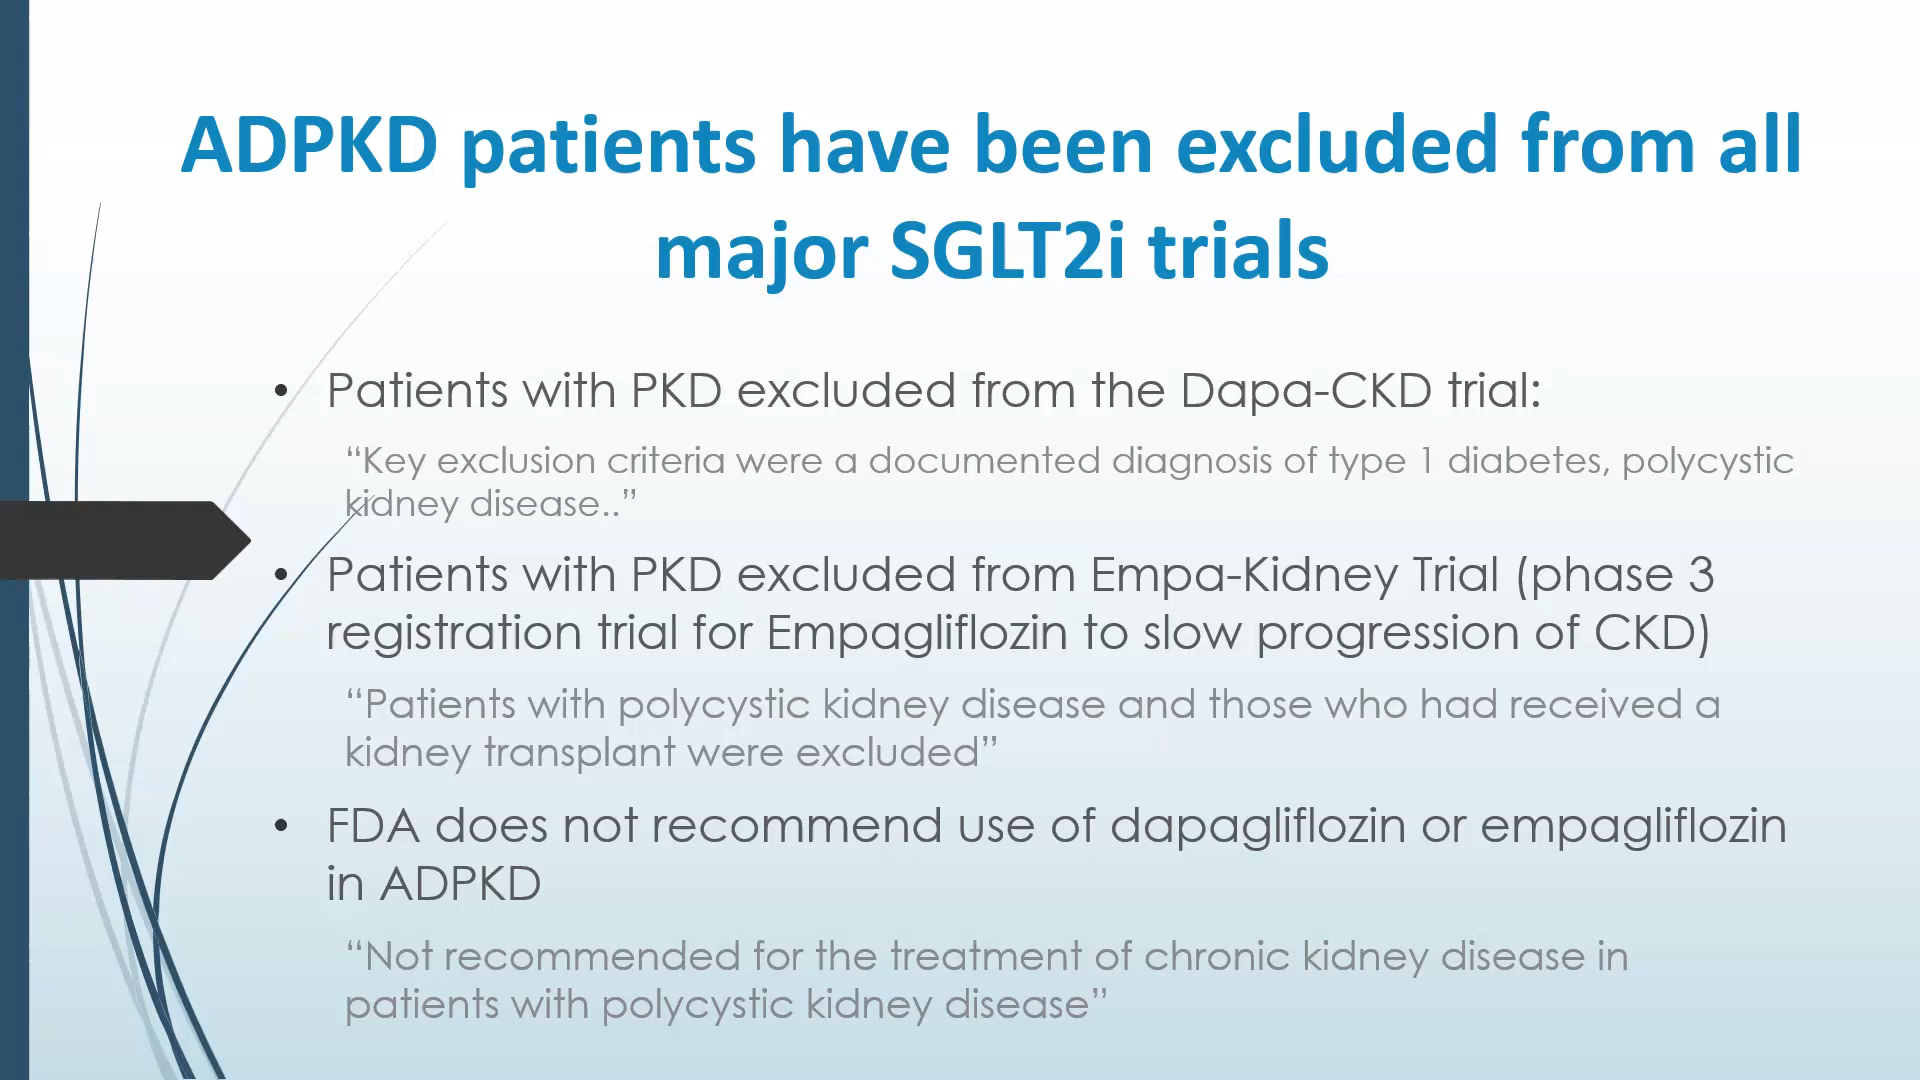 ADPKD patients have been excluded from all
major SGLT2i trials
• Patients with PKD excluded from the Dapa-CKD trial:
“Key exclusion criteria were a documented diagnosis of type 1 diabetes, polycystic
kidney disease..”
• Patients with PKD excluded from Empa-Kidney Trial (phase 3
registration trial for Empagliflozin to slow progression of CKD)
“Patients with polycystic kidney disease and those who had received a
kidney transplant were excluded”
• FDA does not recommend use of dapagliflozin or empagliflozin
in ADPKD
“Not recommended for the treatment of chronic kidney disease in
patients with polycystic kidney disease”